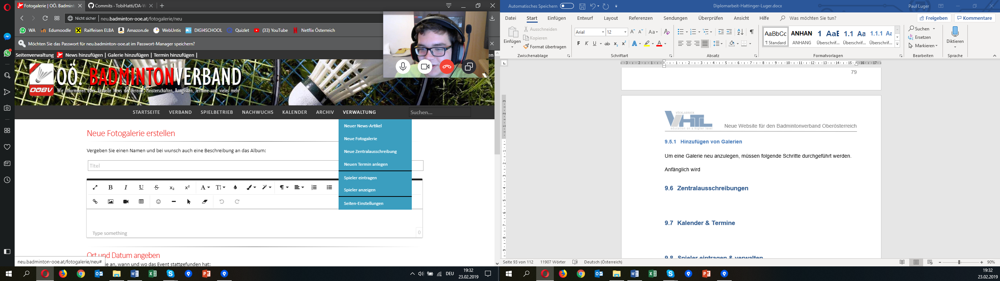 Fotogalerie | OÖ. Badmint
Commits · TobiHatti/DA-W
Nicht sicher
neu.badminton-ooe.at/fotogalerie/neu
WA
Edumoodle
Raiffeisen ELBA
Amazon.de
WebUntis
DIGI4SCHOOL
Quizlet
(33) YouTube
Netflix Österreich
Möchten Sie das Passwort für neu.badminton-ooe.at im Passwort-Manager speichern?
Seitenverwaltung News hinzufügen | Galerie hinzufügen | Termin hinzufügen |
en
OÖBV
OÖ. BADMINTONVERBAND
Wir informieren über aktuelle News der Vereine, Meisterschaften, Ranglisten, Termine und vieles mehr
STARTSEITE VERBAND SPIELBETRIEB NACHWUCHS KALENDER ARCHIV VERWALTUNG
Suchen...
Neuer News-Artikel
Neue Fotogalerie
Neue Zentralausschreibung
Neuen Termin anlegen
Spieler eintragen
Spieler anzeigen
Seiten-Einstellungen
Neue Fotogalerie erstellen
Vergeben Sie einen Namen und bei wunsch auch eine Beschreibung an das Album:
Titel
Type something
0
Ort und Datum angeben
ie an, wann und wo das Event stattgefunden hat:
neu.badminton-ooe.at/fotogalerie/neu#
DEU
19:32
23.02.2019
Automatisches Speichern
Diplomarbeit-Hattinger-Luger.docx
Paul Luger
Datei Start Einfügen Entwurf Layout Referenzen Sendungen Überprüfen Ansicht Hilfe Was möchten Sie tun?
Freigeben
Kommentare
Einfügen
Ausschneiden
Kopieren
Format übertragen
Zwischenablage
Arial
12
F K U ab x₂ x²
Schriftart
Absatz
AaBbCc ANHAN 1 AaB 1.1 Aa 1.1.1 Aa
¶ Standard ANHANG Überschrif... Überschrif... Überschrif...
Formatvorlagen
Suchen
Ersetzen
Markieren
Bearbeiten
Diktieren
Sprache
79
VÖCKLABRUCK
HTL
education on a higher level
Neue Website für den Badmintonverband Oberösterreich
9.5.1 Hinzufügen von Galerien
Um eine Galerie neu anzulegen, müssen folgende Schritte durchgeführt werden.
Anfänglich wird
9.6 Zentralausschreibungen
9.7 Kalender & Termine
9.8 Spieler eintragen & verwalten
Seite 93 von 112
11907 Wörter
Deutsch (Österreich)
90%
19:32
23.02.2019